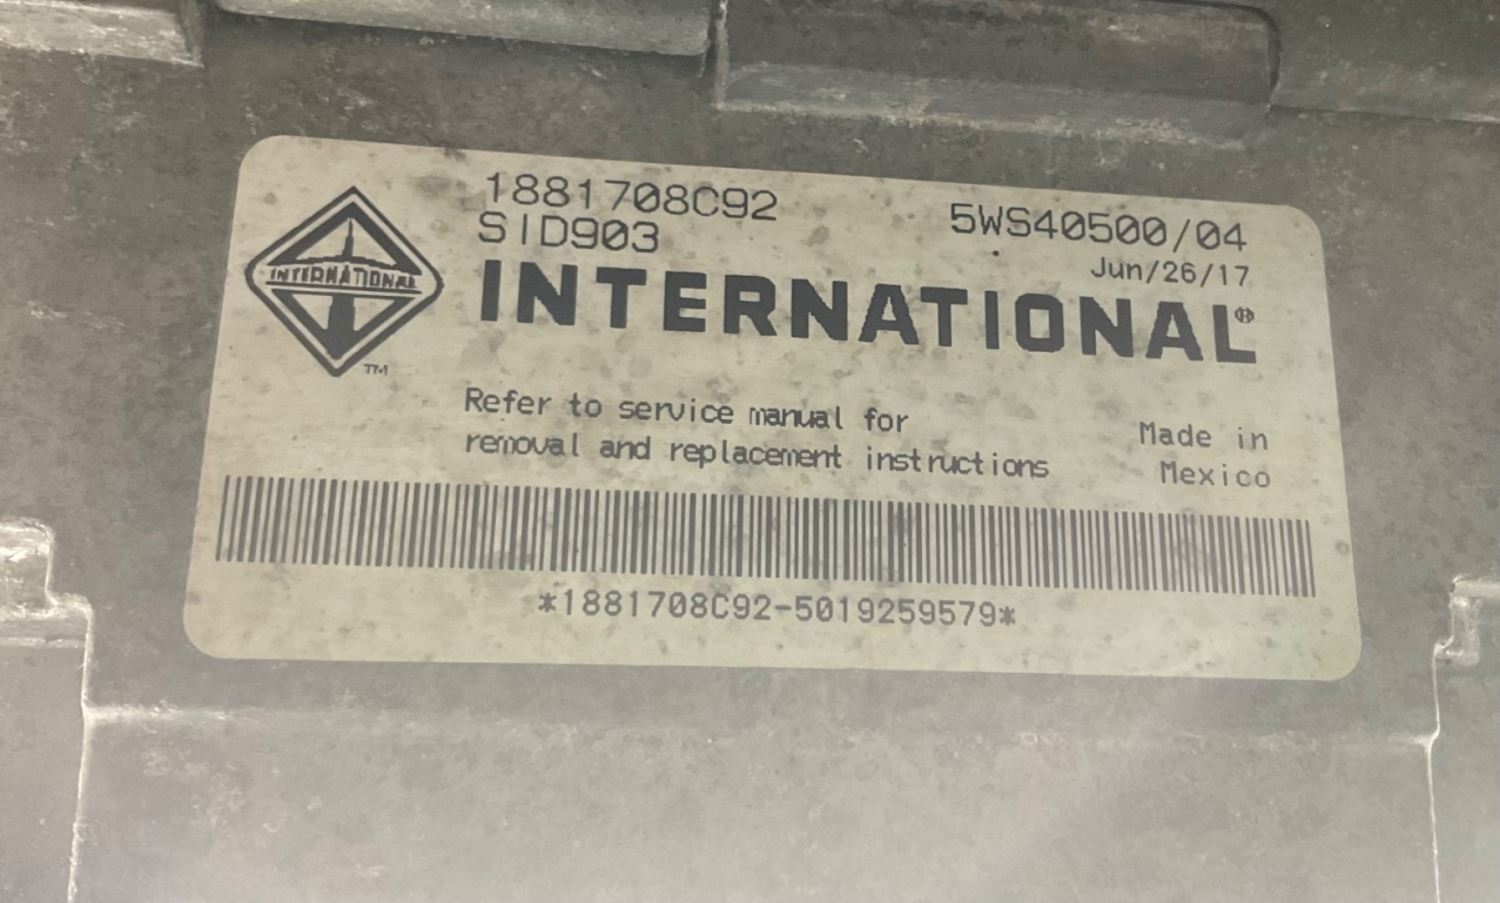 1881708C92
5WS40500/04
SID903
Jun/26/17
INTERNATIONAL
INTERNATIONAL®
TM
Refer to service manual for
removal and replacement instructions
Made in
Mexico
*1881708C92-5019259579*